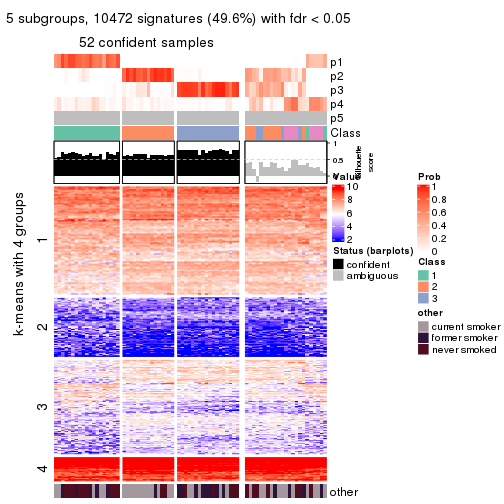 5 subgroups, 10472 signatures (49.6%) with fdr < 0.05
52 confident samples
p1
p2
p3
p4
p5
Class
1
0.5
0
Silhouette
score
k-means with 4 groups
1
2
3
4
Value
10
8
6
4
2
Status (barplots)
confident
ambiguous
Prob
1
0.8
0.6
0.4
0.2
0
Class
1
2
3
other
current smoker
former smoker
never smoked
other